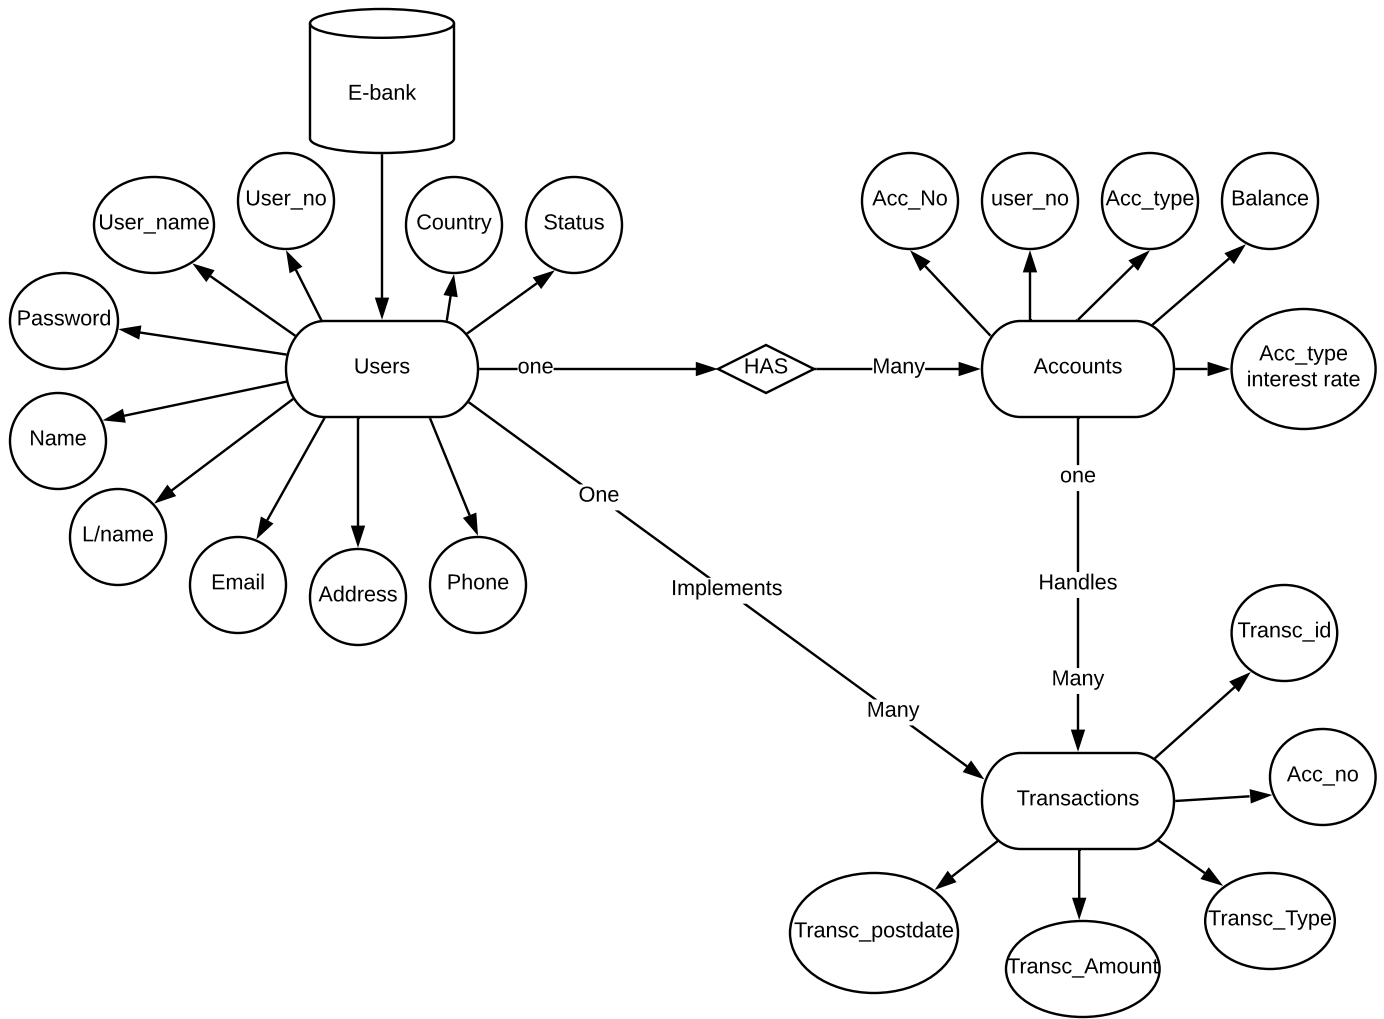 E-bank
User_name
User_no
Country
Status
Acc_No
user_no
Acc_type
Balance
Password
Users
one
HAS
Many
Accounts
Acc_type
interest rate
Name
L/name
Email
Address
Phone
One
Implements
Many
one
Handles
Many
Transc_id
Transactions
Acc_no
Transc_postdate
Transc_Amount
Transc_Type